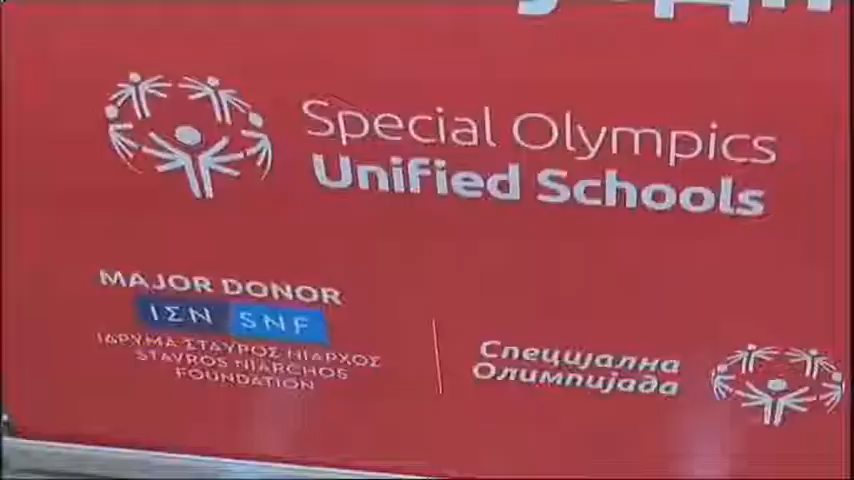 Special Olympics
Unified Schools
MAJOR DONOR
ΙΣΝ SNF
ΙΔΡΥΜΑ ΣΤΑΥΡΟΣ ΝΙΑΡΧΟΣ
STAVROS NIARCHOS
FOUNDATION
Специјална
Олимпијада